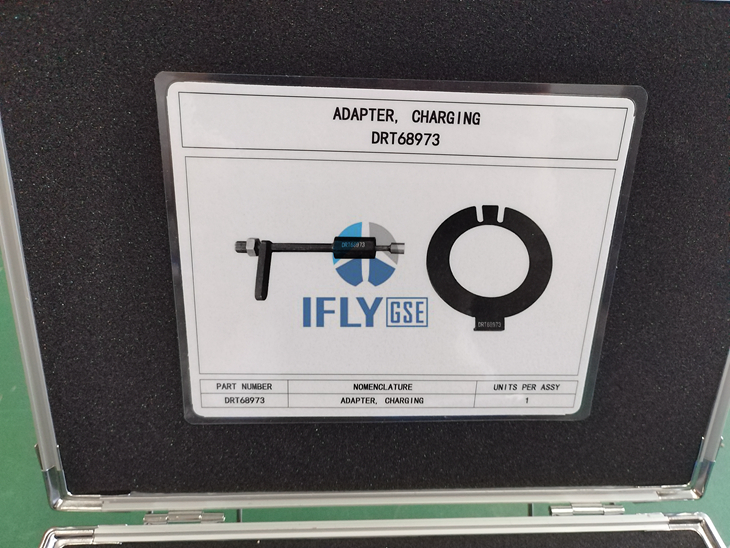 ADAPTER, CHARGING
DRT68973
DRT68973
DRT68973
IFLY GSE
PART NUMBER NOMENCLATURE UNITS PER ASSY
DRT68973 ADAPTER, CHARGING 1